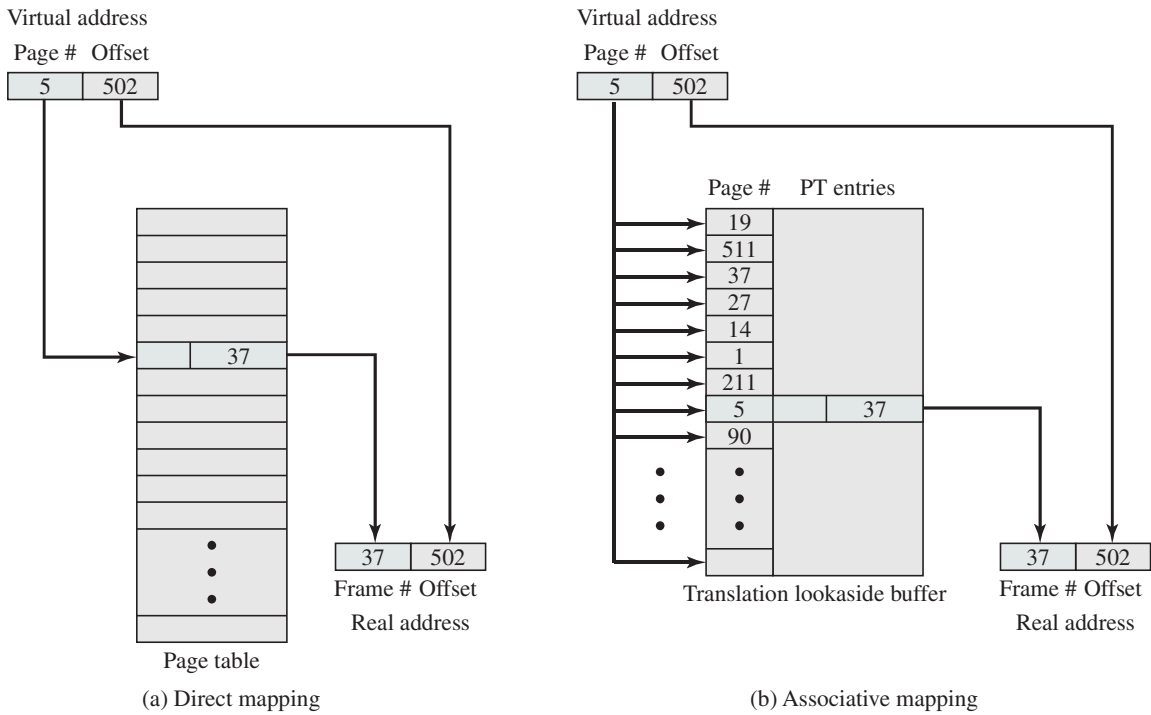 Virtual address
Page # Offset
5 502
37
37 502
Frame # Offset
Real address
Page table
(a) Direct mapping
Virtual address
Page # Offset
5 502
Page # PT entries
19
511
37
27
14
1
211
5 37
90
37 502
Frame # Offset
Real address
Translation lookaside buffer
(b) Associative mapping